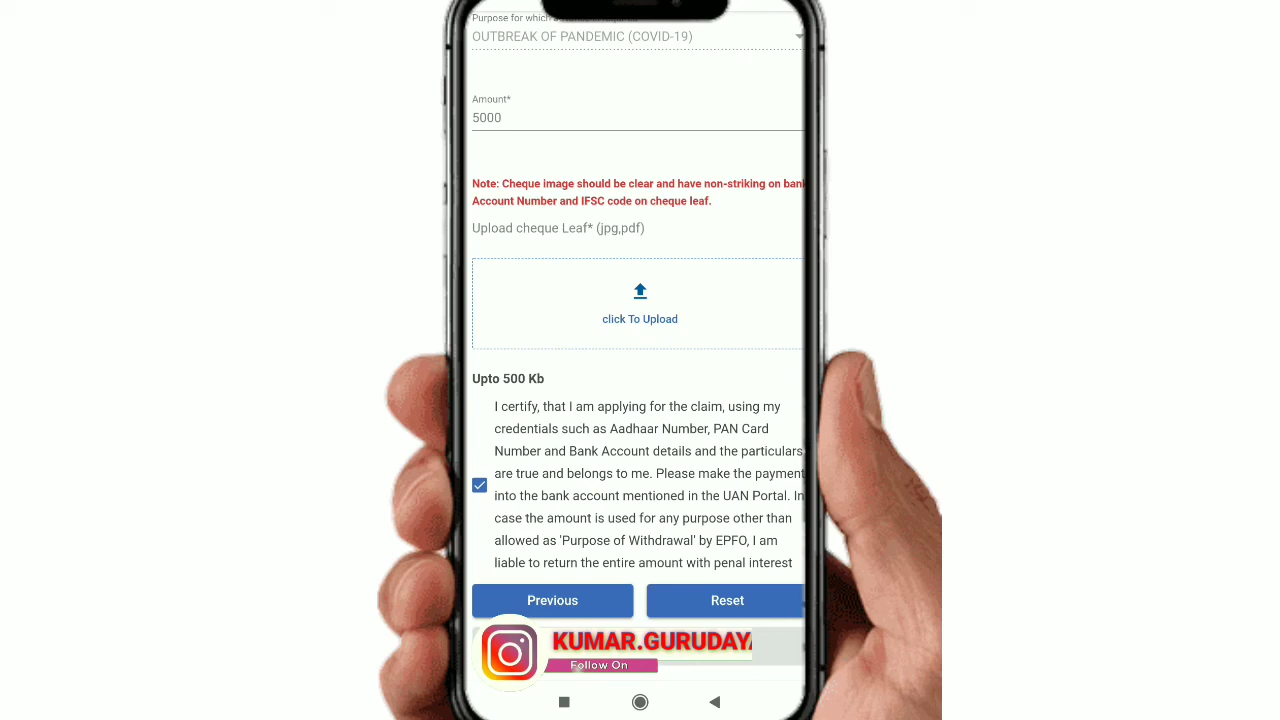 Purpose for which
OUTBREAK OF PANDEMIC (COVID-19)
Amount*
5000
Note: Cheque image should be clear and have non-striking on bank
Account Number and IFSC code on cheque leaf.
Upload cheque Leaf* (jpg,pdf)
click To Upload
Upto 500 Kb
I certify, that I am applying for the claim, using my
credentials such as Aadhaar Number, PAN Card
Number and Bank Account details and the particulars
are true and belongs to me. Please make the payment
into the bank account mentioned in the UAN Portal. In
case the amount is used for any purpose other than
allowed as 'Purpose of Withdrawal' by EPFO, I am
liable to return the entire amount with penal interest
Previous
Reset
KUMAR.GURUDAYA
Follow On